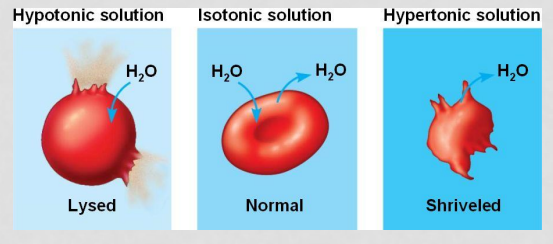 Hypotonic solution
Isotonic solution
Hypertonic solution
H₂O
H₂O
H₂O
H₂O
Lysed
Normal
Shriveled